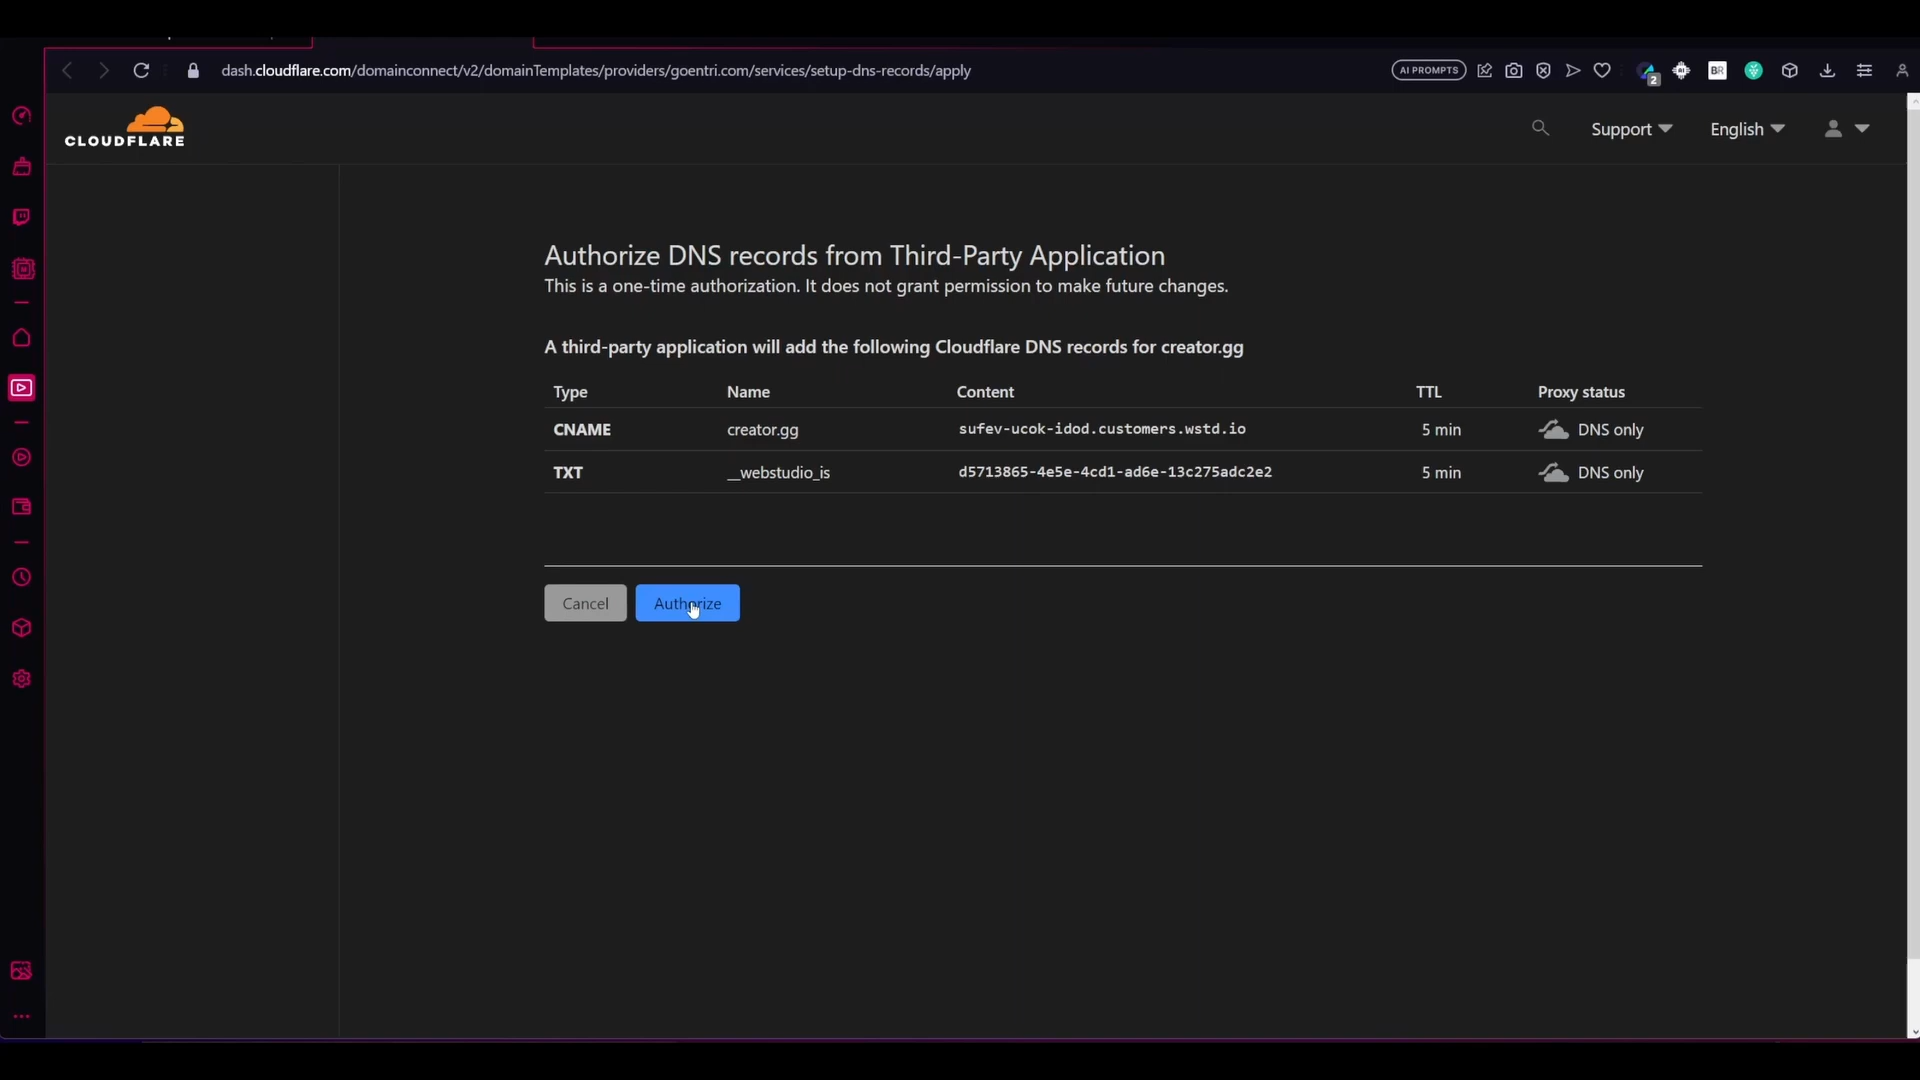 dash.cloudflare.com/domainconnect/v2/domainTemplates/providers/goentri.com/services/setup-dns-records/apply
AI PROMPTS
2
BR
CLOUDFLARE
Support
English
Authorize DNS records from Third-Party Application
This is a one-time authorization. It does not grant permission to make future changes.
A third-party application will add the following Cloudflare DNS records for creator.gg
Type Name Content TTL Proxy status
CNAME creator.gg sufev-ucok-idod.customers.wstd.io 5 min DNS only
TXT __webstudio_is d5713865-4e5e-4cd1-ad6e-13c275adc2e2 5 min DNS only
Cancel Authorize